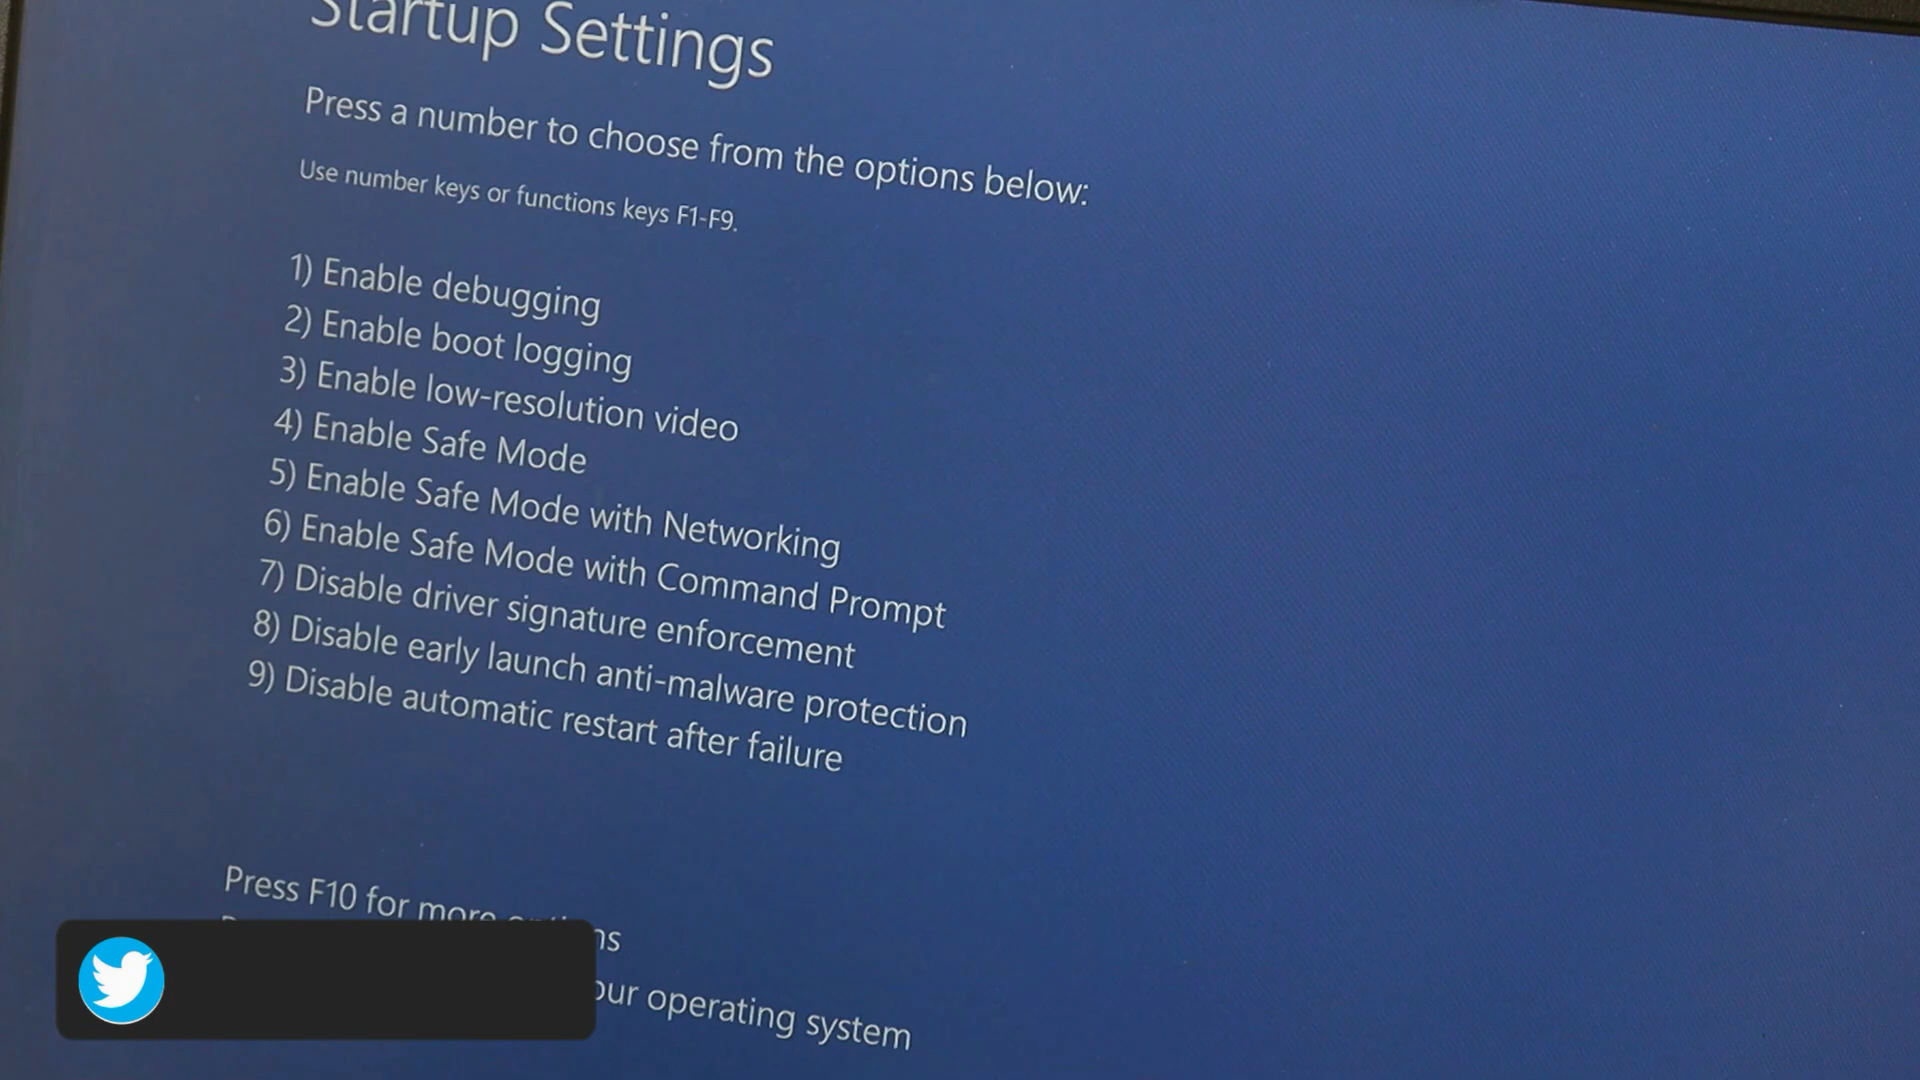 Startup Settings
Press a number to choose from the options below:
Use number keys or functions keys F1-F9.
1) Enable debugging
2) Enable boot logging
3) Enable low-resolution video
4) Enable Safe Mode
5) Enable Safe Mode with Networking
6) Enable Safe Mode with Command Prompt
7) Disable driver signature enforcement
8) Disable early launch anti-malware protection
9) Disable automatic restart after failure
Press F10 for more
operating system